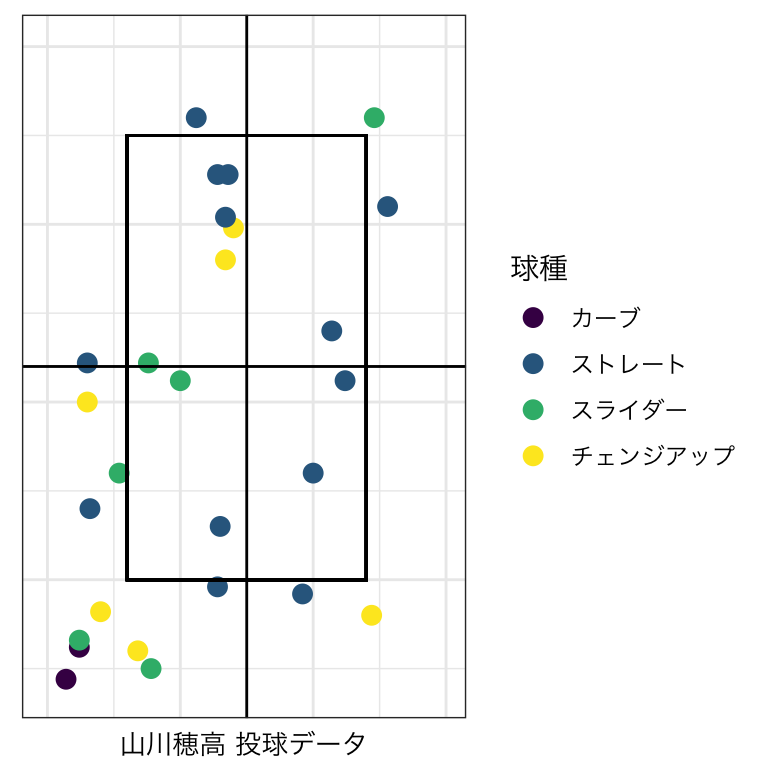 球種
カーブ
ストレート
スライダー
チェンジアップ
山川穂高 投球データ